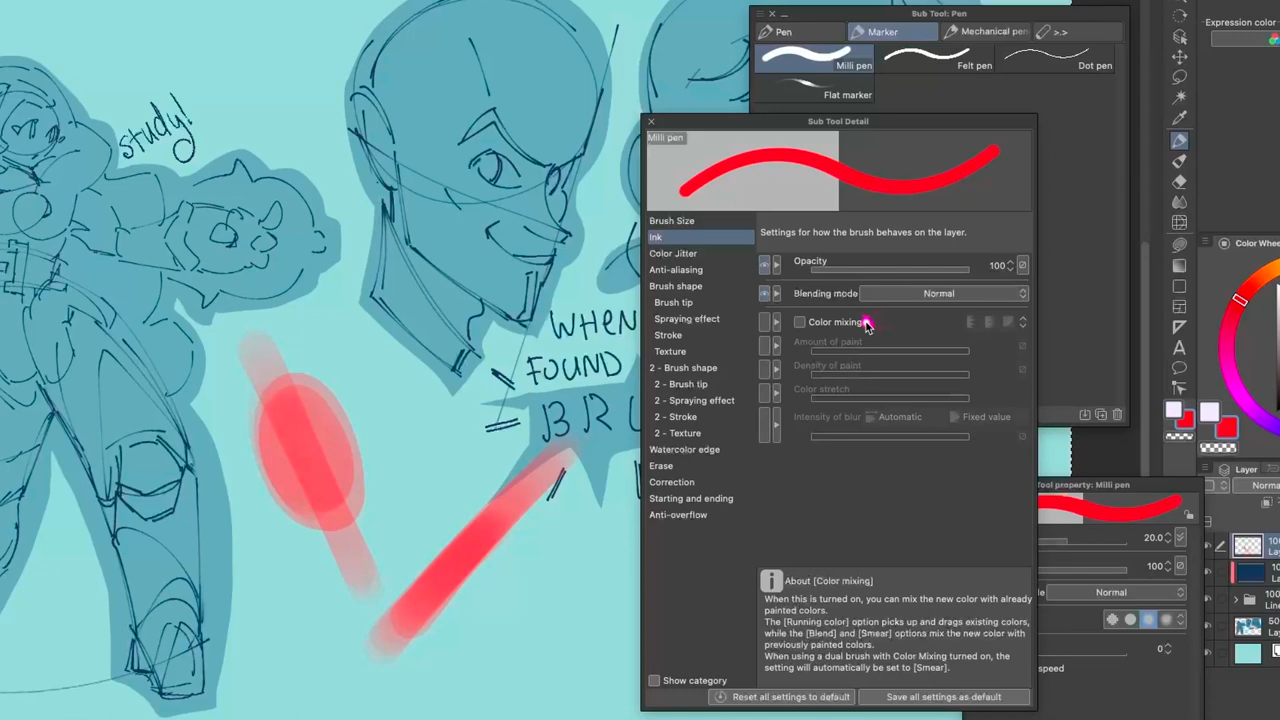 Sub Tool: Pen
Pen
Marker
Mechanical pen
>.>
Milli pen
Felt pen
Dot pen
Flat marker
Sub Tool Detail
Milli pen
Brush Size
Ink
Color Jitter
Anti-aliasing
Brush shape
Brush tip
Spraying effect
Stroke
Texture
2 - Brush shape
2 - Brush tip
2 - Spraying effect
2 - Stroke
2 - Texture
Watercolor edge
Erase
Correction
Starting and ending
Anti-overflow
Settings for how the brush behaves on the layer.
Opacity
100
Blending mode
Normal
Color mixing
Amount of paint
Density of paint
Color stretch
Intensity of blur
Automatic
Fixed value
About [Color mixing]
When this is turned on, you can mix the new color with already
painted colors.
The [Running color] option picks up and drags existing colors,
while the [Blend] and [Smear] options mix the new color with
previously painted colors.
When using a dual brush with Color Mixing turned on, the
setting will automatically be set to [Smear].
Show category
Reset all settings to default
Save all settings as default
study!
WHEN
FOUND
Expression color
Color Whe
Layer
Norma
Tool property: Milli pen
20.0
100
Normal
0
speed